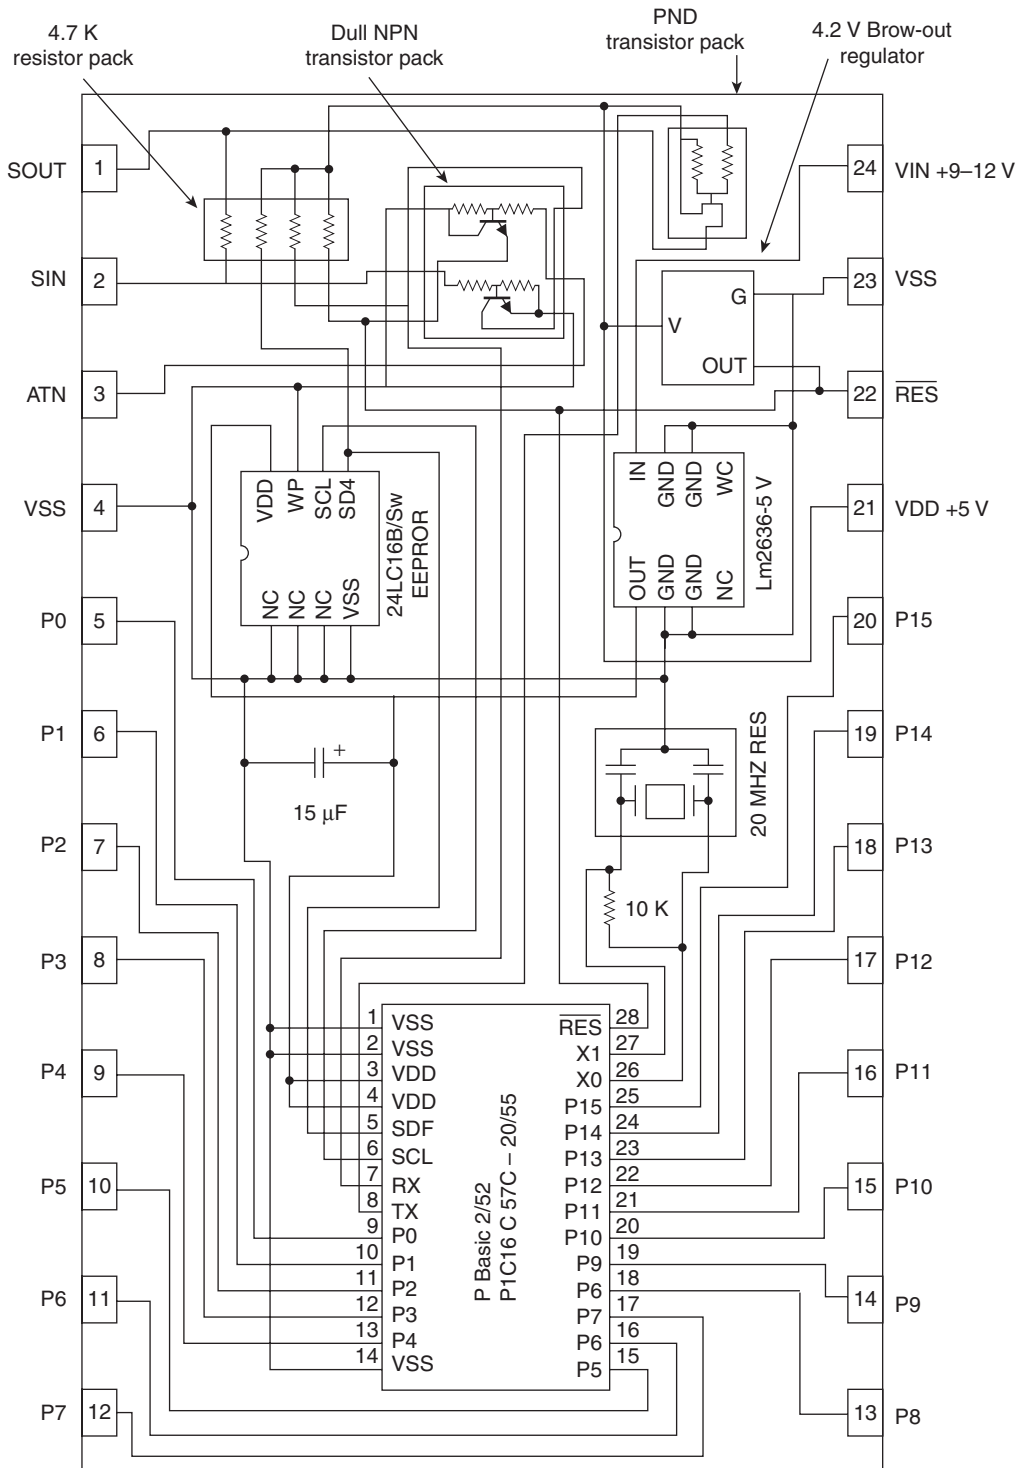 4.7 K
resistor pack
Dull NPN
transistor pack
PND
transistor pack
4.2 V Brow-out
regulator
SOUT 1
24 VIN +9–12 V
SIN 2
23 VSS
G
V
OUT
ATN 3
22 RES
VSS 4
21 VDD +5 V
VDD WP SCL SD4
NC NC NC VSS
24LC16B/Sw
EEPROR
IN GND GND WC
OUT GND GND NC
Lm2636-5 V
P0 5
20 P15
P1 6
19 P14
+
15 μF
20 MHZ RES
P2 7
18 P13
10 K
P3 8
17 P12
P4 9
16 P11
P5 10
15 P10
P6 11
14 P9
P7 12
13 P8
1 VSS
2 VSS
3 VDD
4 VDD
5 SDF
6 SCL
7 RX
8 TX
9 P0
10 P1
11 P2
12 P3
13 P4
14 VSS
P Basic 2/52
P1C16 C 57C – 20/55
RES 28
X1 27
X0 26
P15 25
P14 24
P13 23
P12 22
P11 21
P10 20
P9 19
P6 18
P7 17
P6 16
P5 15